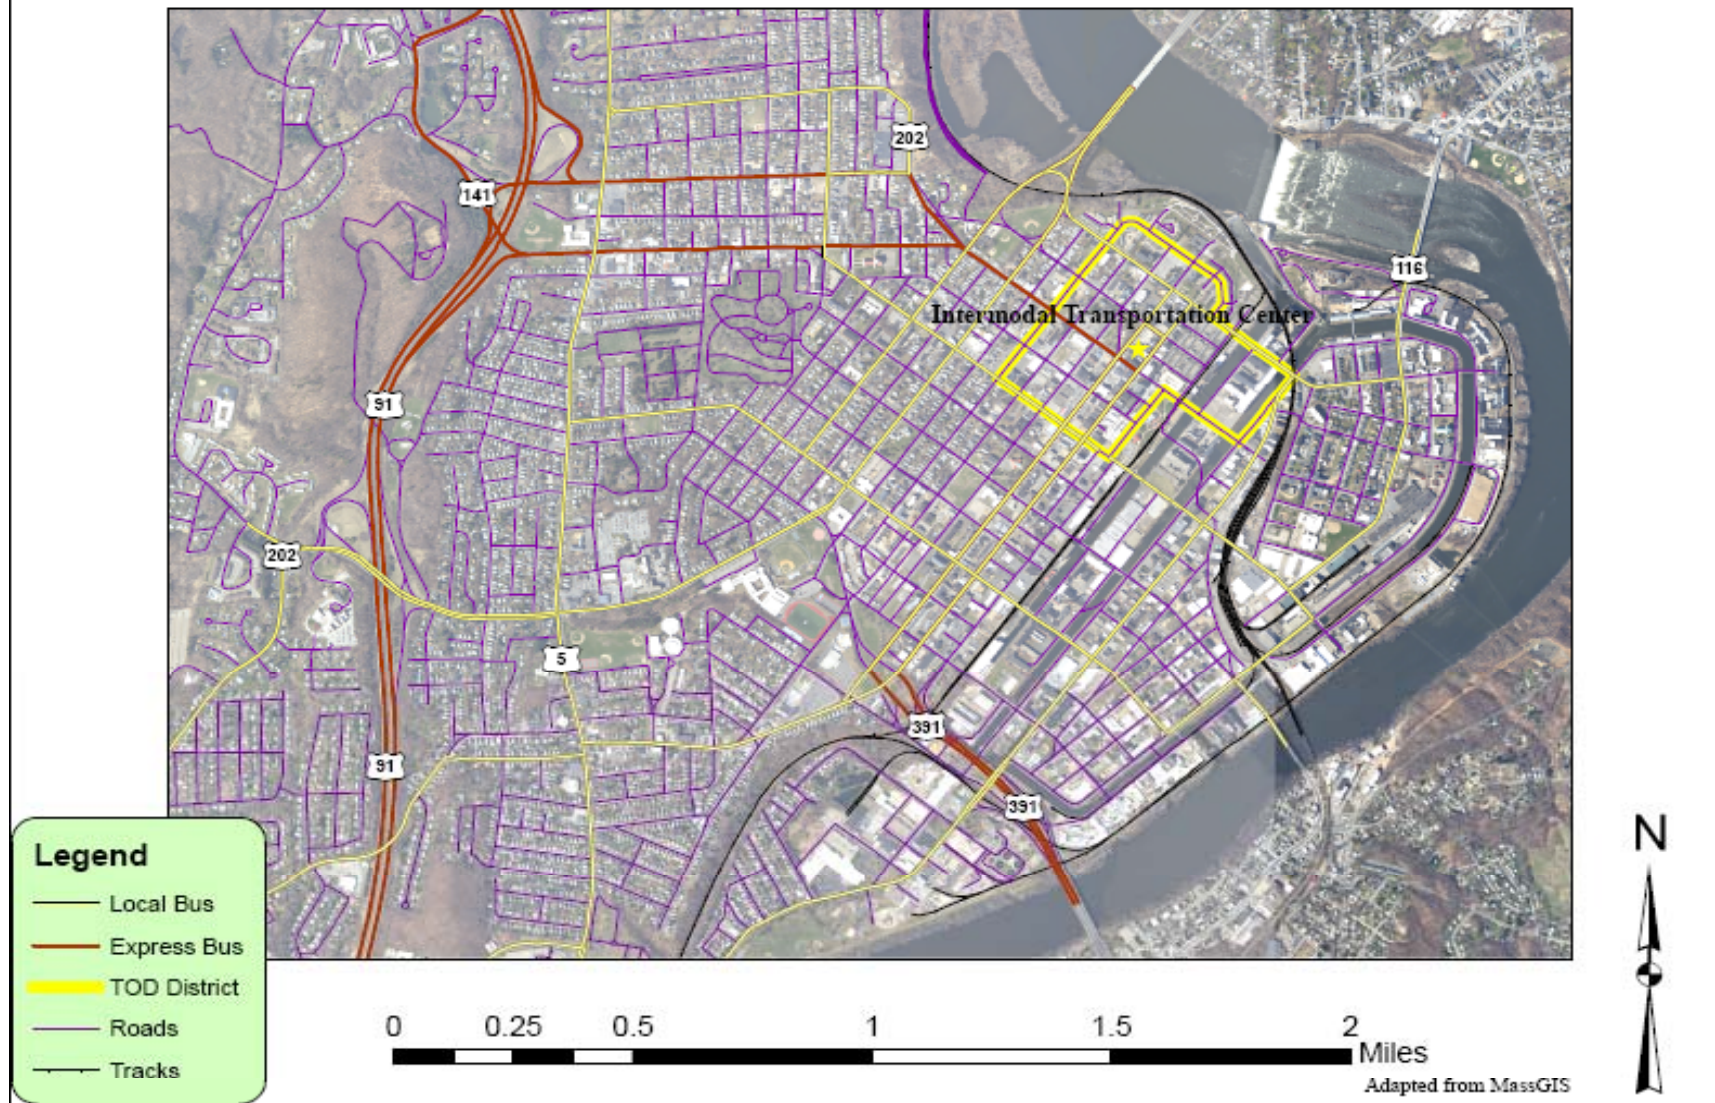 202
141
116
Intermodal Transportation Center
91
202
5
391
91
391
Legend
Local Bus
Express Bus
TOD District
Roads
Tracks
N
0 0.25 0.5 1 1.5 2
Miles
Adapted from MassGIS